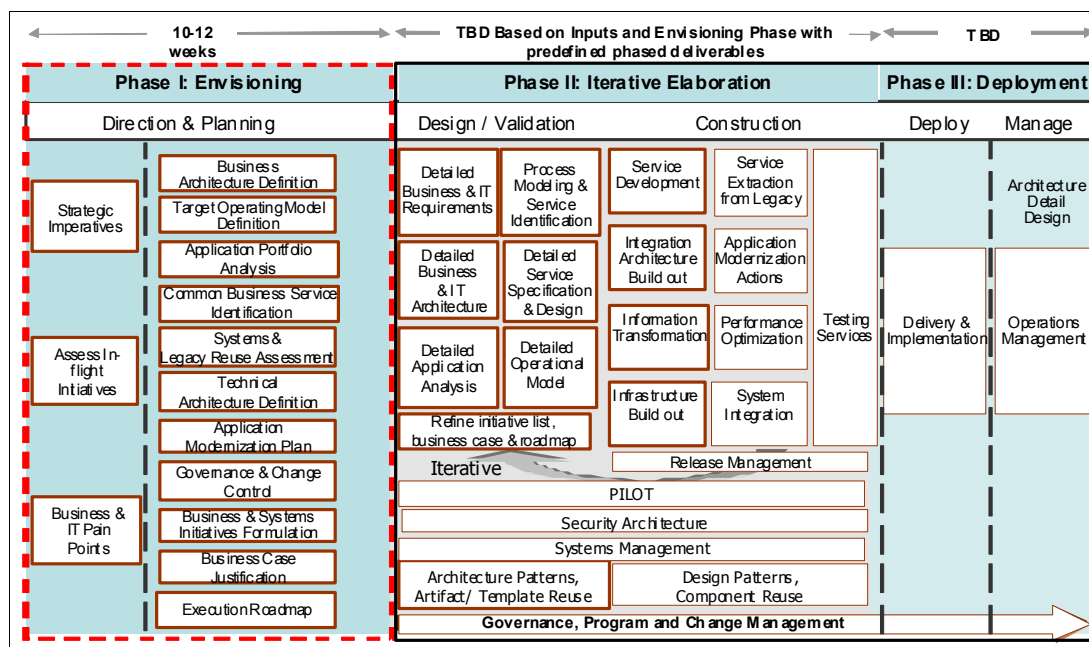 10-12
weeks
TBD Based on Inputs and Envisioning Phase with
predefined phased deliverables
TBD
Phase I: Envisioning
Phase II: Iterative Elaboration
Phase III: Deployment
Direction & Planning
Design / Validation
Construction
Deploy
Manage
Strategic
Imperatives
Assess In-
flight
Intiatives
Business &
IT Pain
Points
Business
Architecture Definition
Target Operating Model
Definition
Application Portfolio
Analysis
Common Business Service
Identification
Systems &
Legacy Reuse Assessment
Technical
Architecture Definition
Application
Modernization Plan
Governance & Change
Control
Business & Systems
Initiatives Formulation
Business Case
Justification
Execution Roadmap
Detailed
Business & IT
Requirements
Process
Modeling &
Service
Identification
Detailed
Business
& IT
Architecture
Detailed
Service
Specification
& Design
Detailed
Application
Analysis
Detailed
Operational
Model
Refine initiative list,
business case & roadmap
Iterative
Service
Development
Service
Extraction
from Legacy
Integration
Architecture
Build out
Application
Modernization
Actions
Information
Transformation
Performance
Optimization
Infrastructure
Build out
System
Integration
Testing
Services
Release Management
PILOT
Security Architecture
Systems Management
Architecture Patterns,
Artifact/ Template Reuse
Design Patterns,
Component Reuse
Governance, Program and Change Management
Delivery &
Implementation
Architecture
Detail
Design
Operations
Management